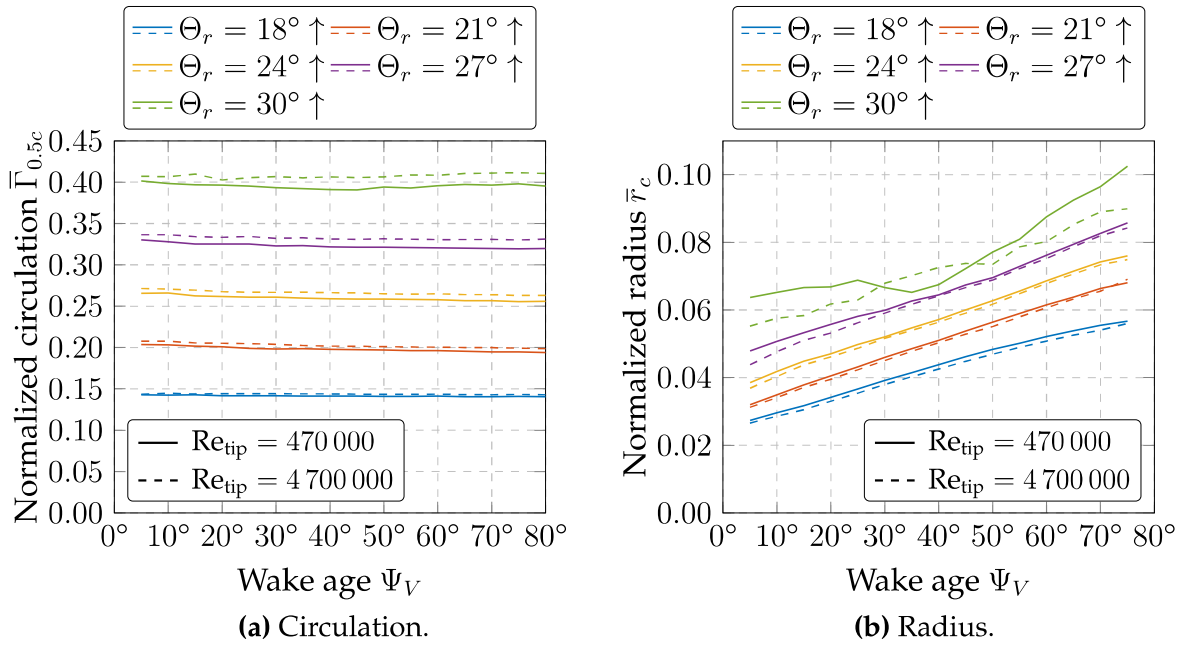 Θr = 18° ↑ Θr = 21° ↑
Θr = 24° ↑ Θr = 27° ↑
Θr = 30° ↑
Normalized circulation Γ̅0.5c
0.45
0.40
0.35
0.30
0.25
0.20
0.15
0.10
0.05
0.00
Retip = 470 000
Retip = 4 700 000
0° 10° 20° 30° 40° 50° 60° 70° 80°
Wake age ΨV
(a) Circulation.
Θr = 18° ↑ Θr = 21° ↑
Θr = 24° ↑ Θr = 27° ↑
Θr = 30° ↑
Normalized radius r̅c
0.10
0.08
0.06
0.04
0.02
0.00
Retip = 470 000
Retip = 4 700 000
0° 10° 20° 30° 40° 50° 60° 70° 80°
Wake age ΨV
(b) Radius.